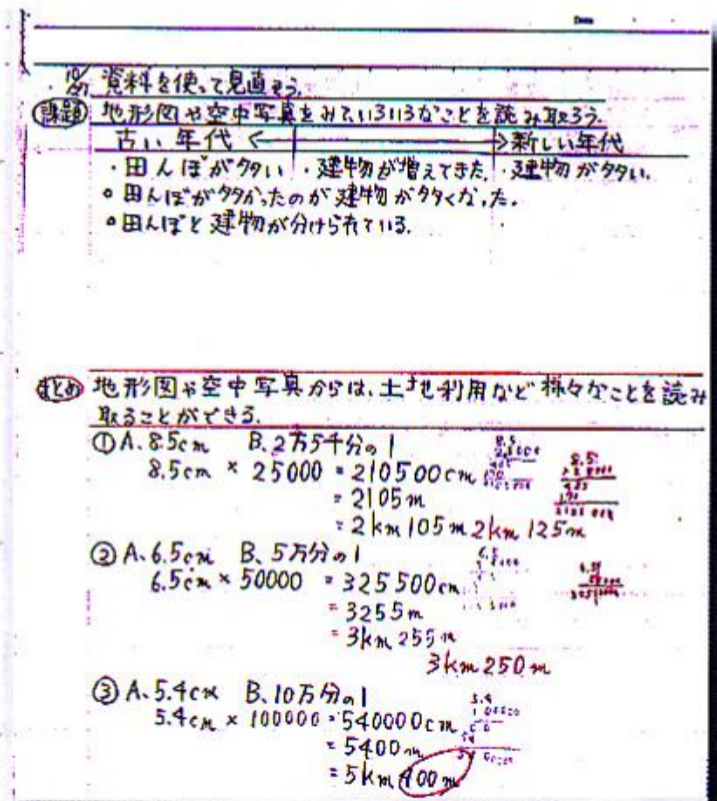 Date
10/27 資料を使って見直そう。
課題 地形図や空中写真をみていろいろなことを読み取ろう。
古い年代 ← → 新しい年代
・田んぼが多い ・建物が増えてきた。 ・建物が多い。
○田んぼが多かったのが建物が多くなった。
○田んぼと建物が分けられている。
まとめ 地形図や空中写真からは、土地利用など様々なことを読み
取ることができる。
① A、8.5cm B、2万5千分の1
8.5cm × 25000 = 210500cm
= 2105m
= 2km 105m 2km 125m
② A、6.5cm B、5万分の1
6.5cm × 50000 = 325500cm
= 3255m
= 3km 255m
3km 250m
③ A、5.4cm B、10万分の1
5.4cm × 100000 = 540000cm
= 5400m
= 5km 400m